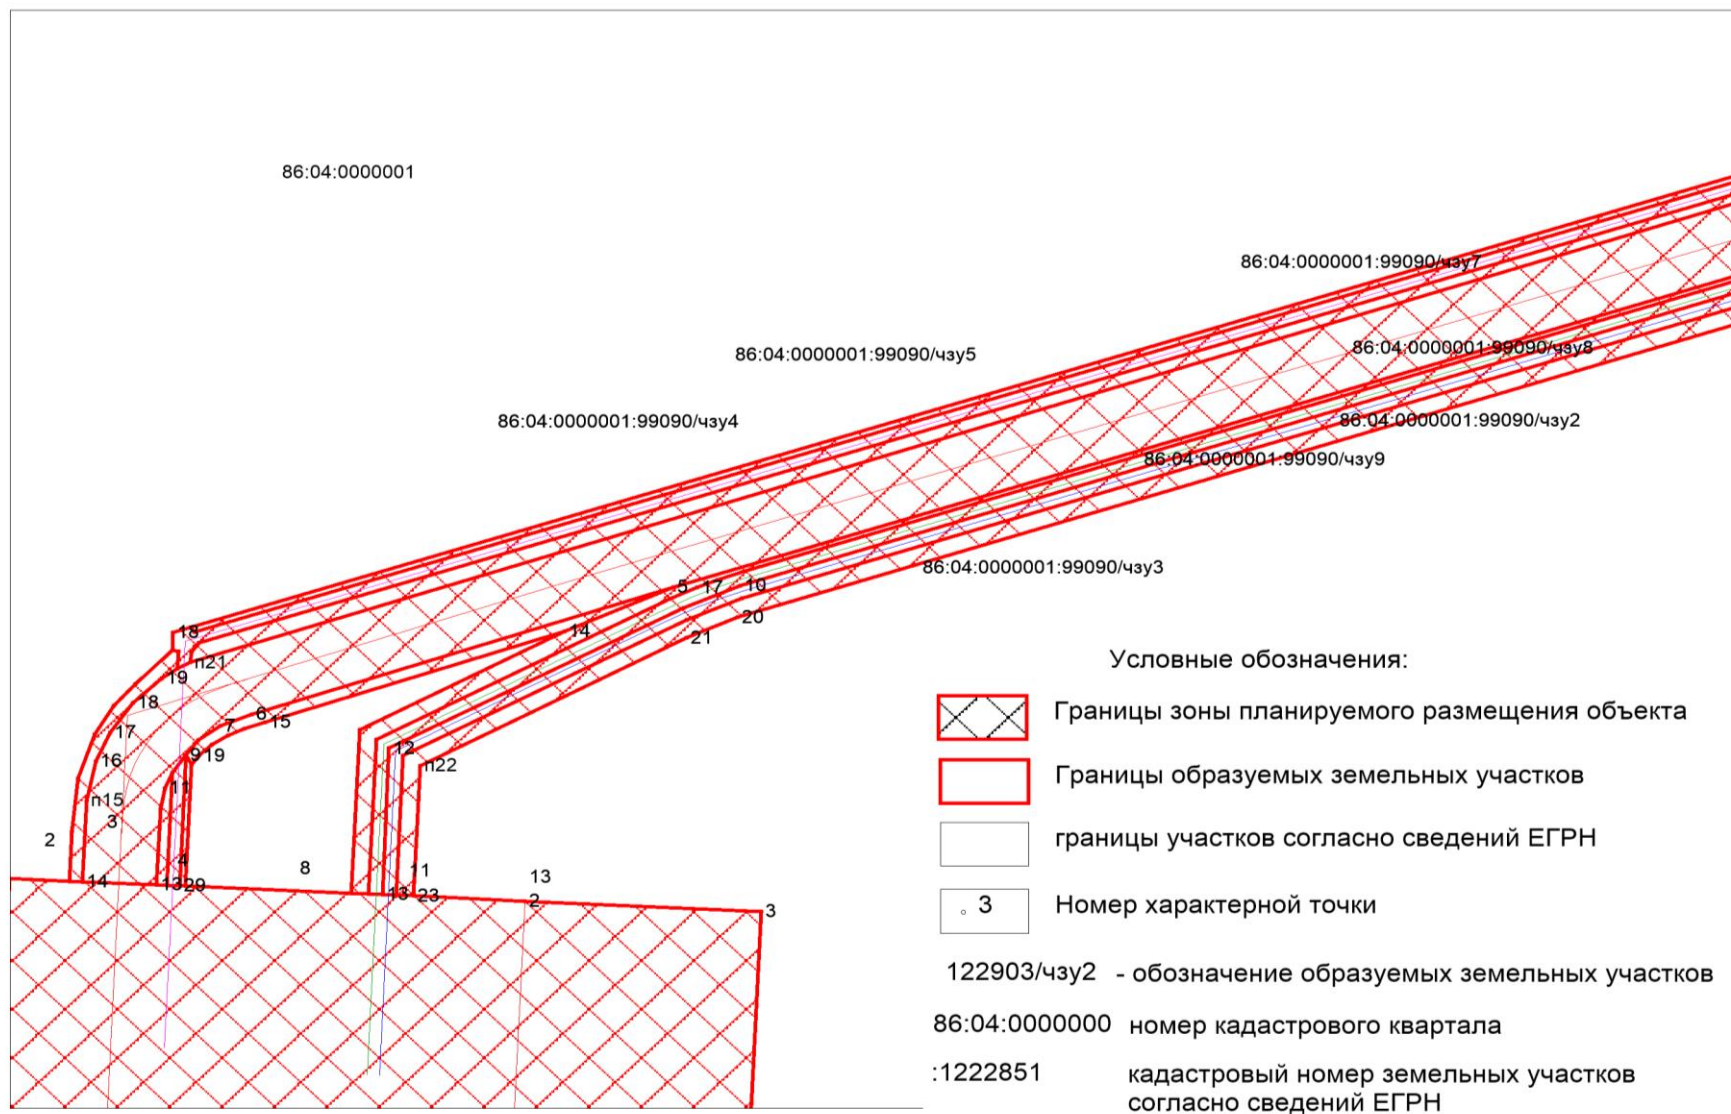 86:04:0000001
86:04:0000001:99090/чзу7
86:04:0000001:99090/чзу5
86:04:0000001:99090/чзу8
86:04:0000001:99090/чзу4
86:04:0000001:99090/чзу2
86:04:0000001:99090/чзу9
86:04:0000001:99090/чзу3
5 17 10
20
14
21
18
п21
19
18
6
7 15
17
12
9 19
16
п22
11
п15
3
2
4
8
11
13
14
13 29
13 23
2
3
Условные обозначения:
Границы зоны планируемого размещения объекта
Границы образуемых земельных участков
границы участков согласно сведений ЕГРН
3 Номер характерной точки
122903/чзу2 - обозначение образуемых земельных участков
86:04:0000000 номер кадастрового квартала
:1222851 кадастровый номер земельных участков
согласно сведений ЕГРН